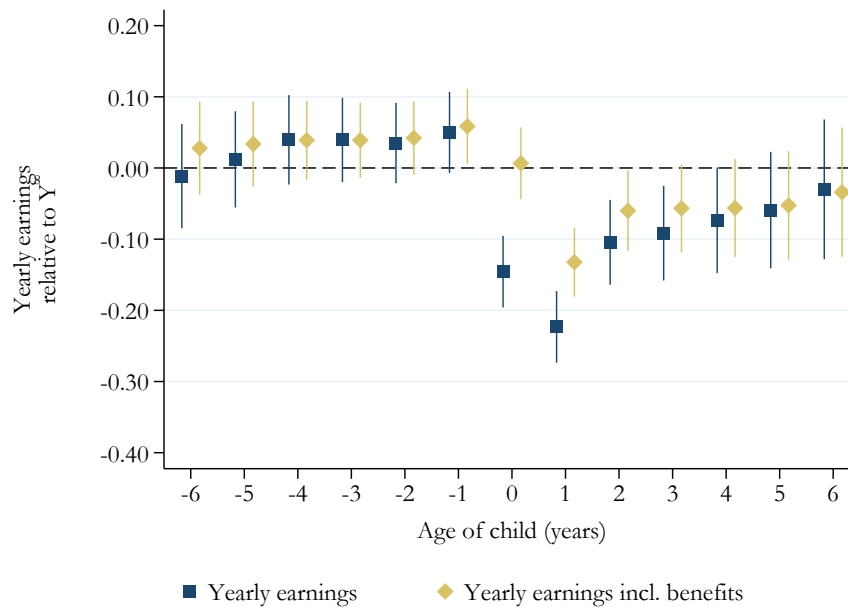 0.20
0.10
0.00
-0.10
-0.20
-0.30
-0.40
Yearly earnings
relative to Y^∞
-6 -5 -4 -3 -2 -1 0 1 2 3 4 5 6
Age of child (years)
Yearly earnings Yearly earnings incl. benefits